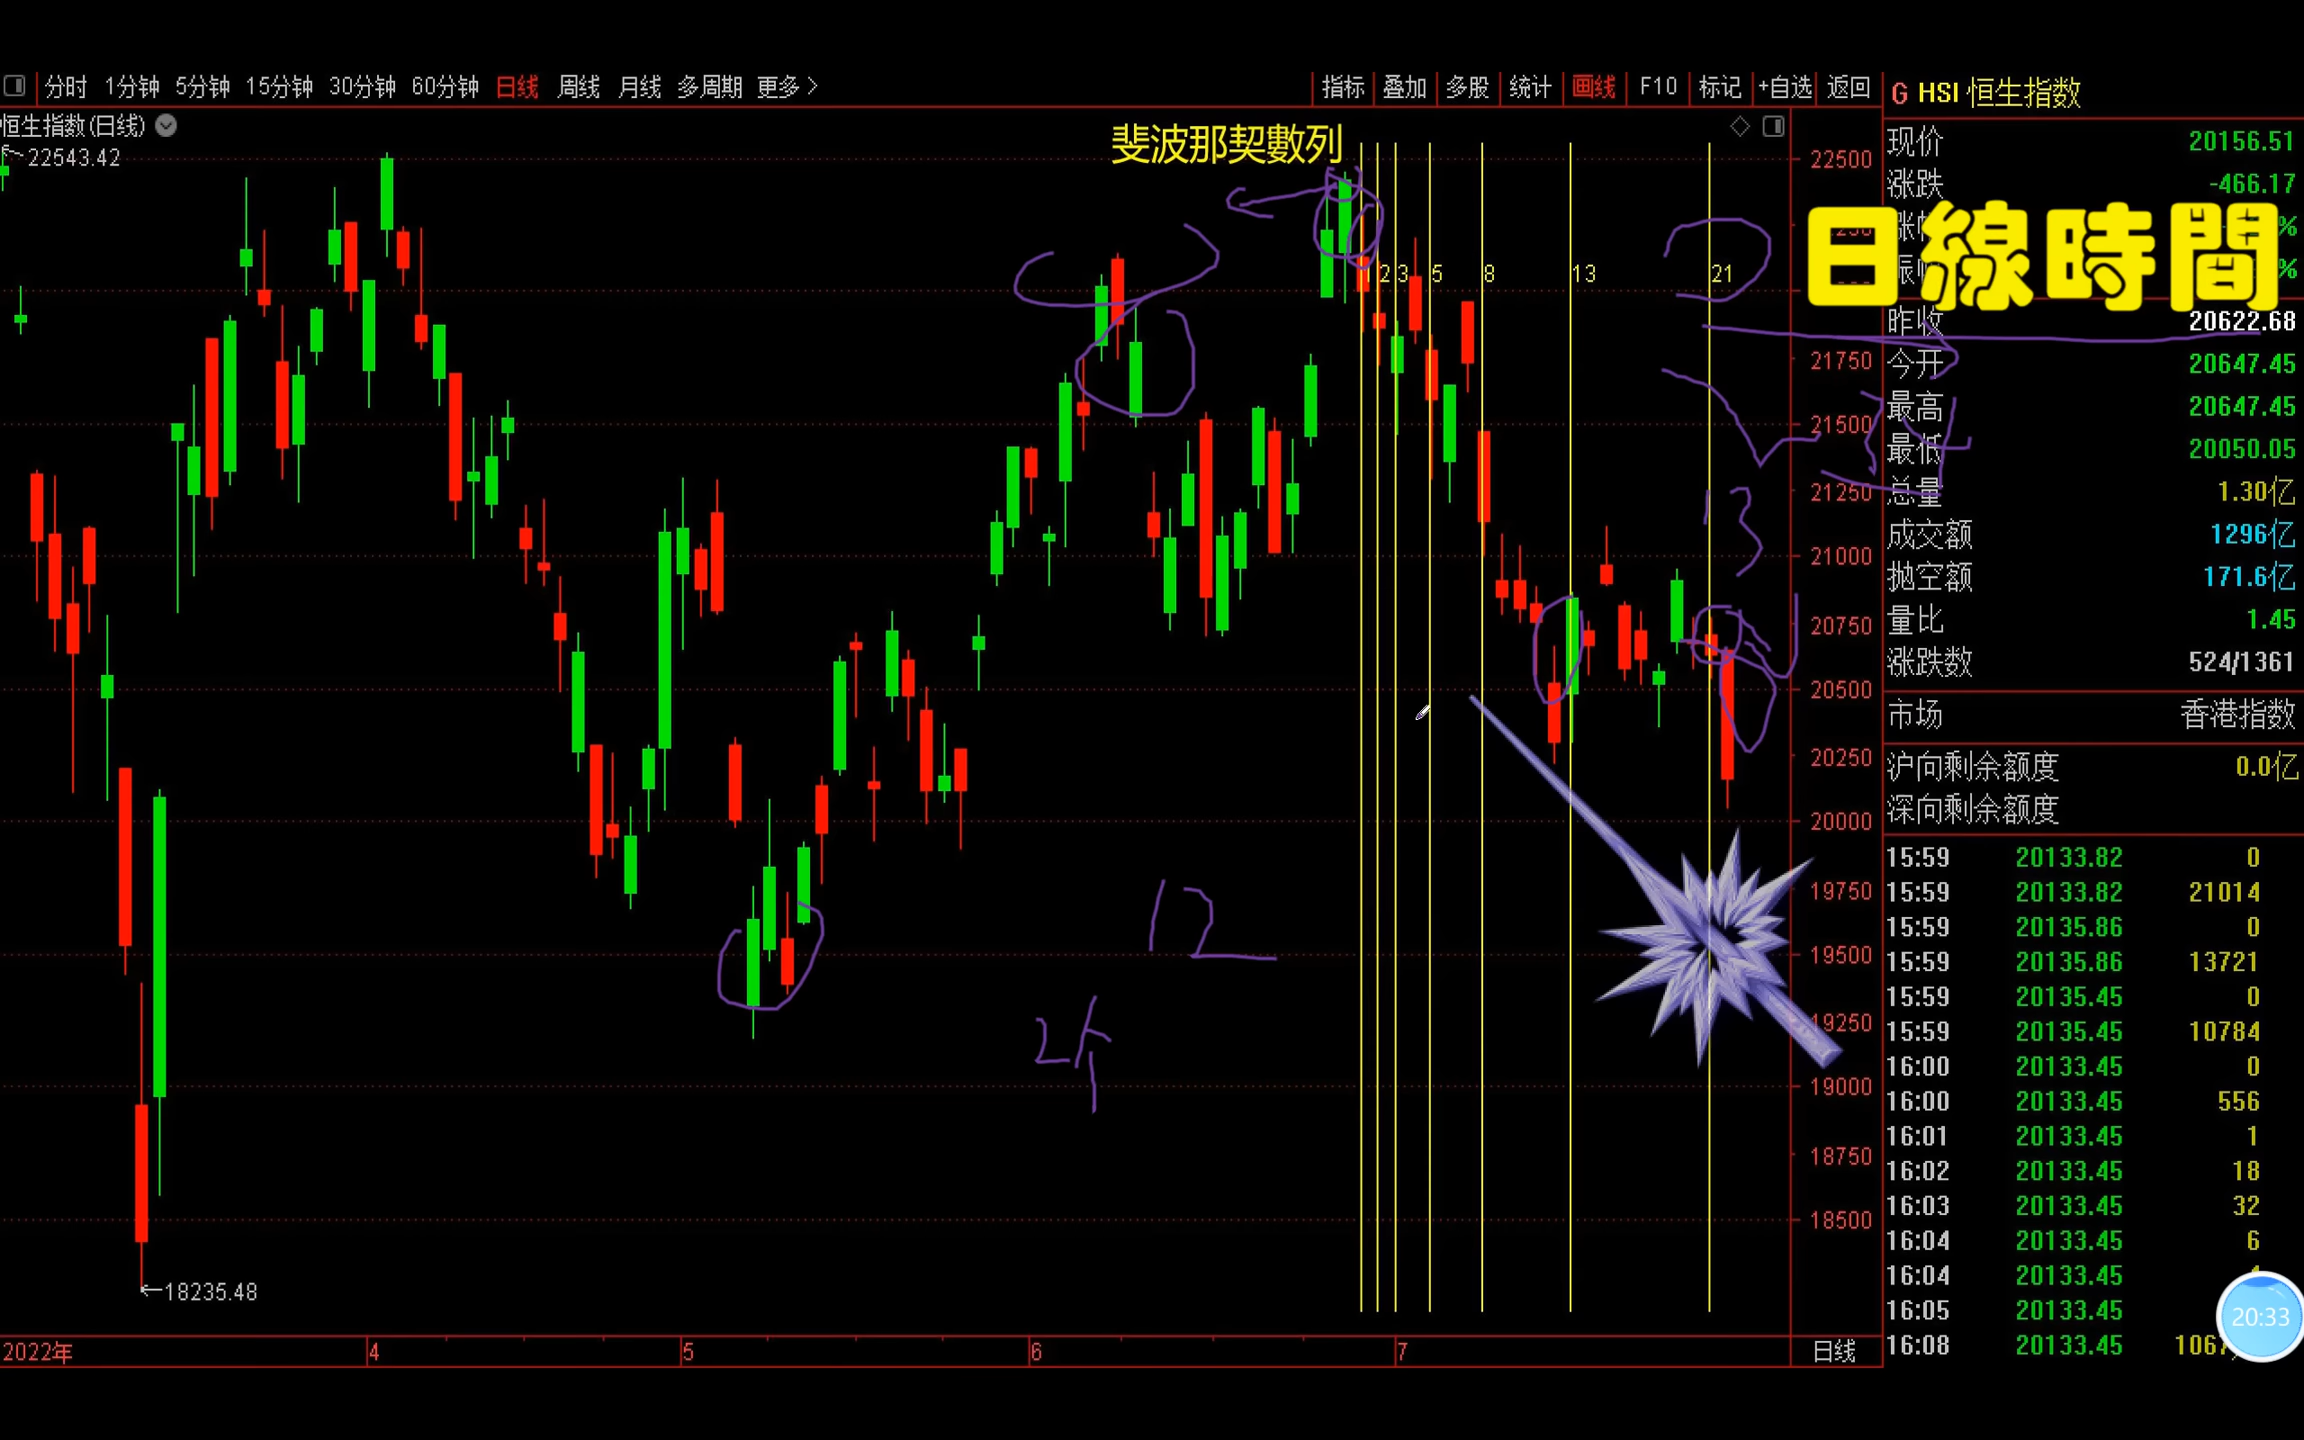 分时 1分钟 5分钟 15分钟 30分钟 60分钟 日线 周线 月线 多周期 更多 >
指标 叠加 多股 统计 画线 F10 标记 +自选 返回
G HSI 恒生指数
恒生指数(日线)
22543.42
斐波那契數列
2 3 5 8 13 21
日線時間
22500
21750
21500
21250
21000
20750
20500
20250
20000
19750
19500
19250
19000
18750
18500
12
13
18235.48
2022年 4 5 6 7 日线
现价 20156.51
涨跌 -466.17
%
%
昨收 20622.68
今开 20647.45
最高 20647.45
最低 20050.05
总量 1.30亿
成交额 1296亿
抛空额 171.6亿
量比 1.45
涨跌数 524/1361
市场 香港指数
沪向剩余额度 0.0亿
深向剩余额度
15:59 20133.82 0
15:59 20133.82 21014
15:59 20135.86 0
15:59 20135.86 13721
15:59 20135.45 0
15:59 20135.45 10784
16:00 20133.45 0
16:00 20133.45 556
16:01 20133.45 1
16:02 20133.45 18
16:03 20133.45 32
16:04 20133.45 6
16:04 20133.45
16:05 20133.45
16:08 20133.45
20:33